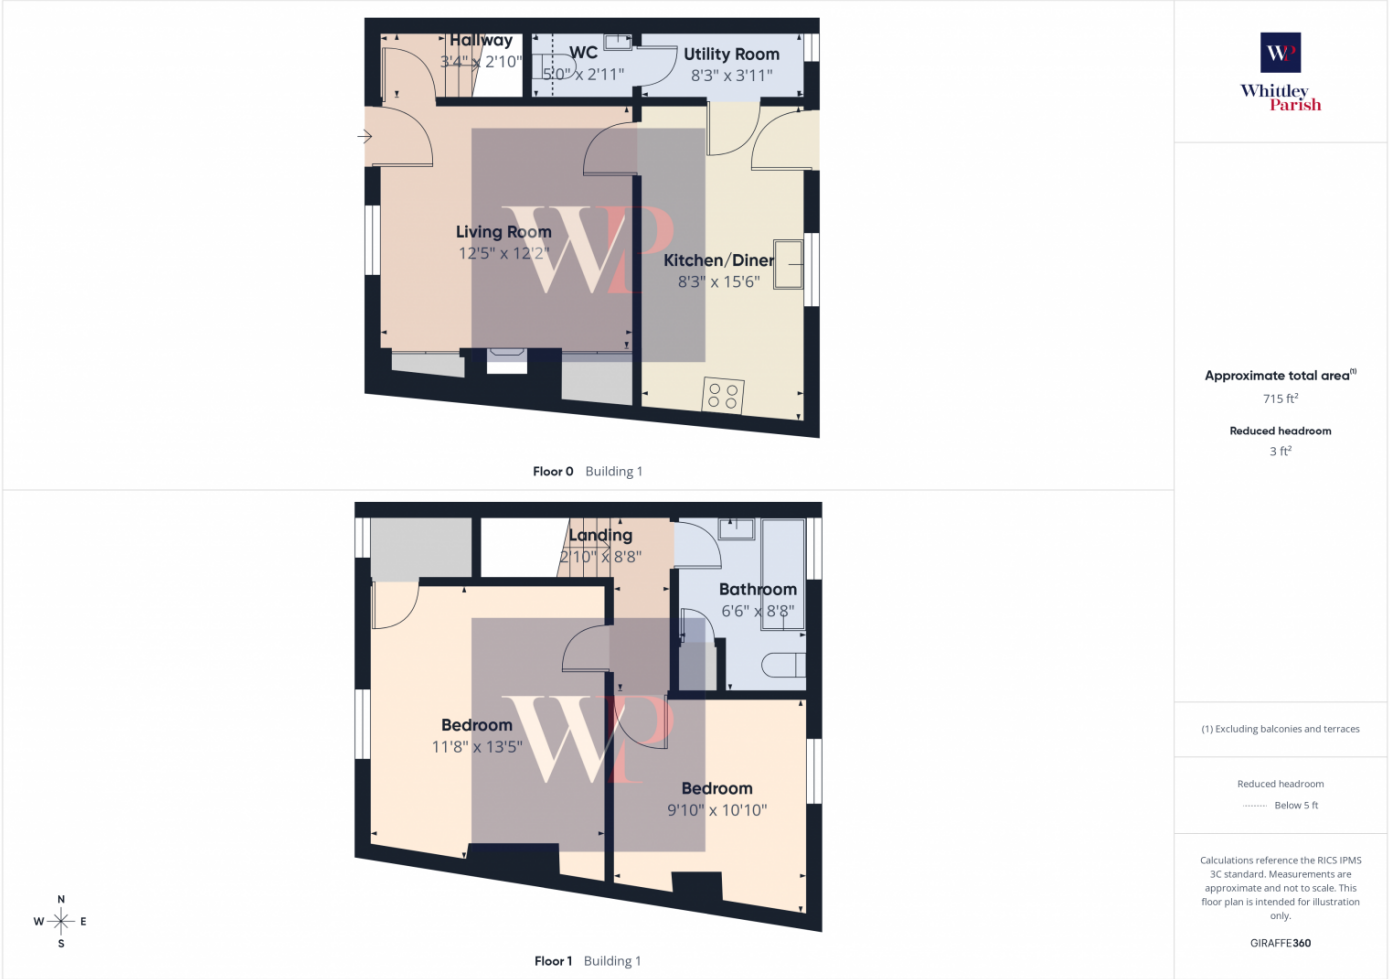 Hallway
3'4" x 2'10"
WC
5'0" x 2'11"
Utility Room
8'3" x 3'11"
Living Room
12'5" x 12'2"
Kitchen/Diner
8'3" x 15'6"
WP
Floor 0 Building 1
Landing
2'10" x 8'8"
Bathroom
6'6" x 8'8"
Bedroom
11'8" x 13'5"
WP
Bedroom
9'10" x 10'10"
N
W E
S
Floor 1 Building 1
WP
Whittley
Parish
Approximate total area(1)
715 ft²
Reduced headroom
3 ft²
(1) Excluding balconies and terraces
Reduced headroom
Below 5 ft
Calculations reference the RICS IPMS
3C standard. Measurements are
approximate and not to scale. This
floor plan is intended for illustration
only.
GIRAFFE360